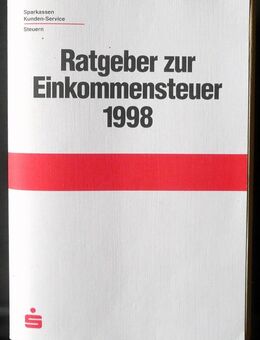 Sparkassen
Kunden-Service
Steuern
Ratgeber zur
Einkommensteuer
1998